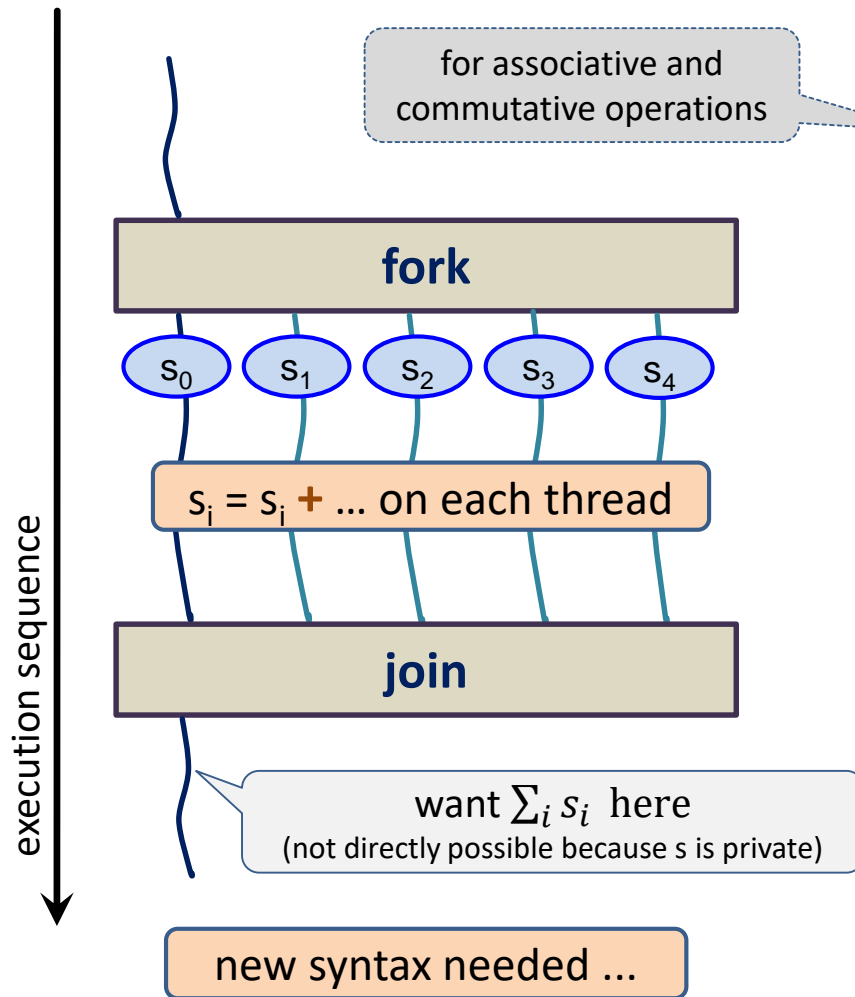 for associative and
commutative operations
fork
s₀ s₁ s₂ s₃ s₄
sᵢ = sᵢ + … on each thread
join
execution sequence
want ∑ᵢ sᵢ here
(not directly possible because s is private)
new syntax needed …